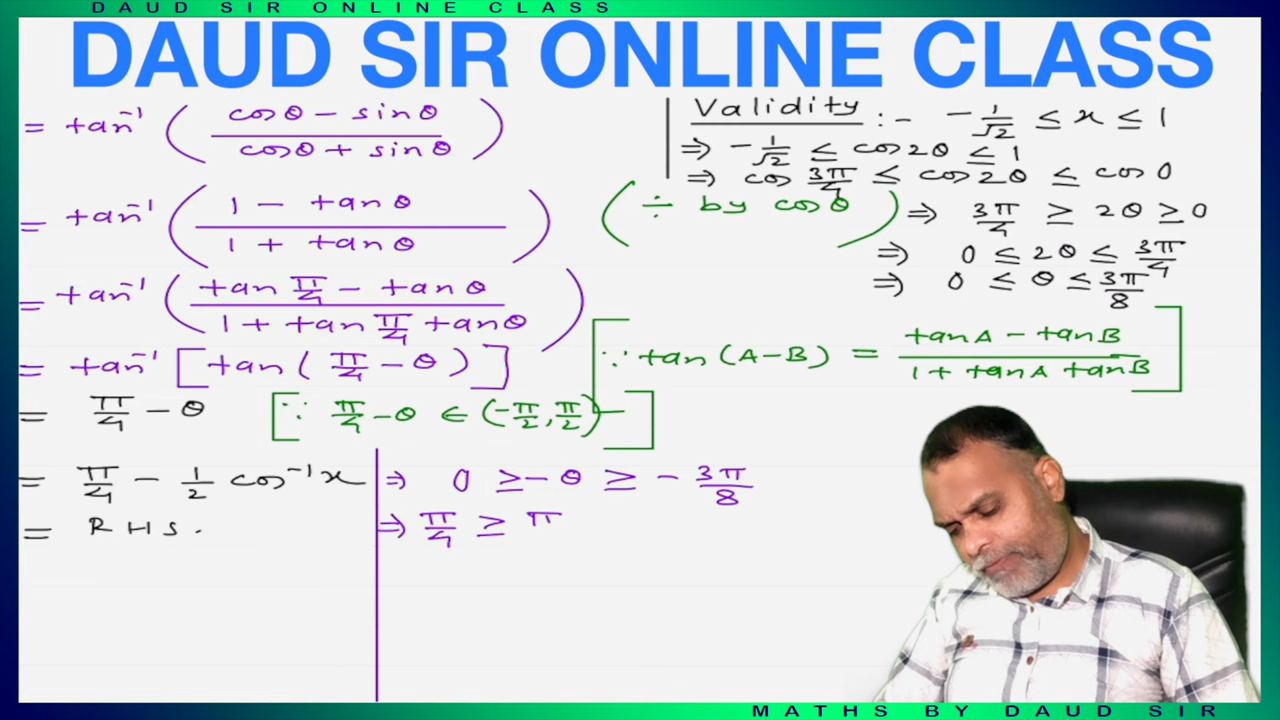 DAUD SIR ONLINE CLASS
DAUD SIR ONLINE CLASS
= tan⁻¹ ( (cosθ − sinθ) / (cosθ + sinθ) )
= tan⁻¹ ( (1 − tanθ) / (1 + tanθ) ) (÷ by cosθ)
= tan⁻¹ ( (tan π/4 − tanθ) / (1 + tan π/4 tanθ) )
= tan⁻¹ [ tan ( π/4 − θ ) ] [ ∵ tan (A−B) = (tanA − tanB) / (1 + tanA tanB) ]
= π/4 − θ [ ∵ π/4 − θ ∈ (−π/2, π/2) ]
= π/4 − 1/2 cos⁻¹x
= RHS.
Validity :- −1/√2 ≤ x ≤ 1
⇒ −1/√2 ≤ cos2θ ≤ 1
⇒ cos 3π/4 ≤ cos2θ ≤ cos0
⇒ 3π/4 ≥ 2θ ≥ 0
⇒ 0 ≤ 2θ ≤ 3π/4
⇒ 0 ≤ θ ≤ 3π/8
⇒ 0 ≥ −θ ≥ −3π/8
⇒ π/4 ≥ π
MATHS BY DAUD SIR